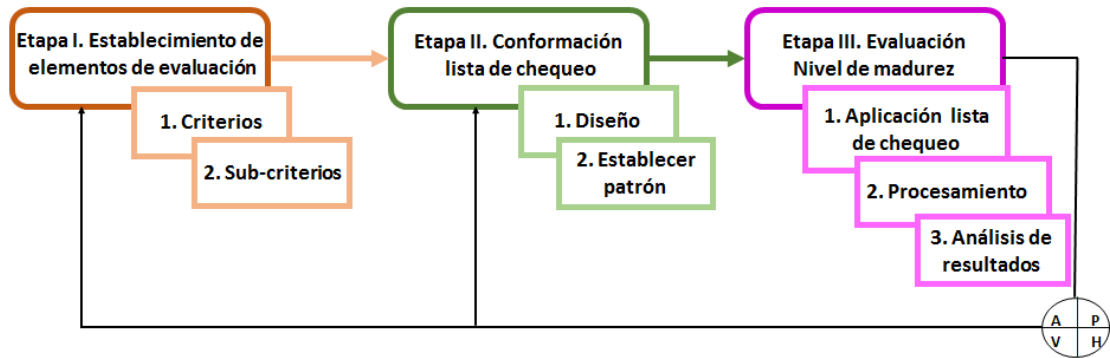 Etapa I. Establecimiento de
elementos de evaluación
1. Criterios
2. Sub-criterios
Etapa II. Conformación
lista de chequeo
1. Diseño
2. Establecer
patrón
Etapa III. Evaluación
Nivel de madurez
1. Aplicación lista
de chequeo
2. Procesamiento
3. Análisis de
resultados
A P
V H